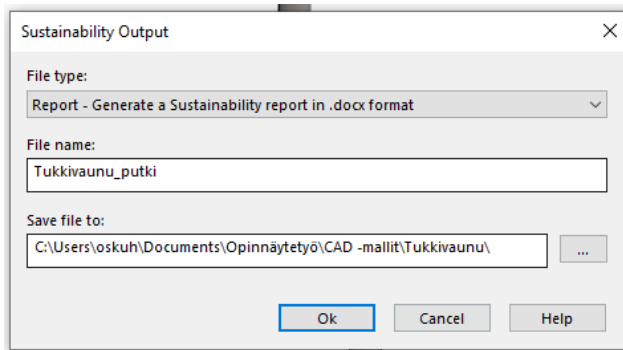 Sustainability Output
File type:
Report - Generate a Sustainability report in .docx format
File name:
Tukkivaunu_putki
Save file to:
C:\Users\oskuh\Documents\Opinnäytetyö\CAD -mallit\Tukkivaunu\
...
Ok Cancel Help